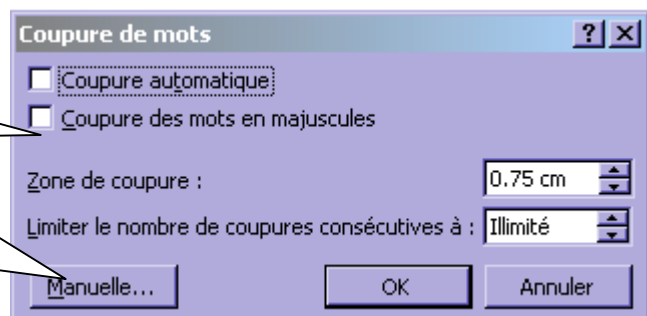 Coupure de mots
Coupure automatique
Coupure des mots en majuscules
Zone de coupure : 0.75 cm
Limiter le nombre de coupures consécutives à : Illimité
Manuelle... OK Annuler